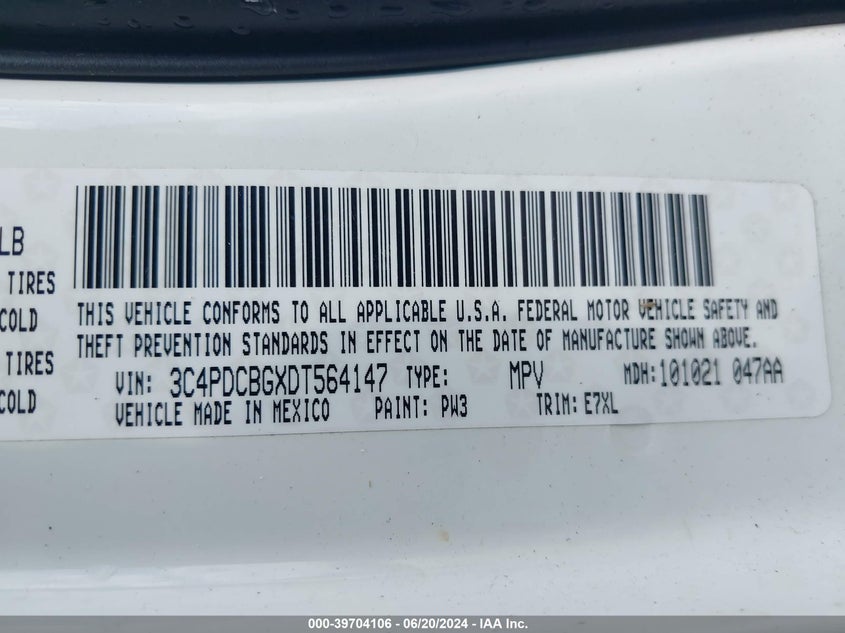 LB
TIRES
COLD
TIRES
COLD
THIS VEHICLE CONFORMS TO ALL APPLICABLE U.S.A. FEDERAL MOTOR VEHICLE SAFETY AND
THEFT PREVENTION STANDARDS IN EFFECT ON THE DATE OF MANUFACTURE SHOWN ABOVE.
VIN: 3C4PDCBGXDT564147 TYPE: MPV MDH:101021 047AA
VEHICLE MADE IN MEXICO PAINT: PW3 TRIM: E7XL
000-39704106 - 06/20/2024 - IAA Inc.